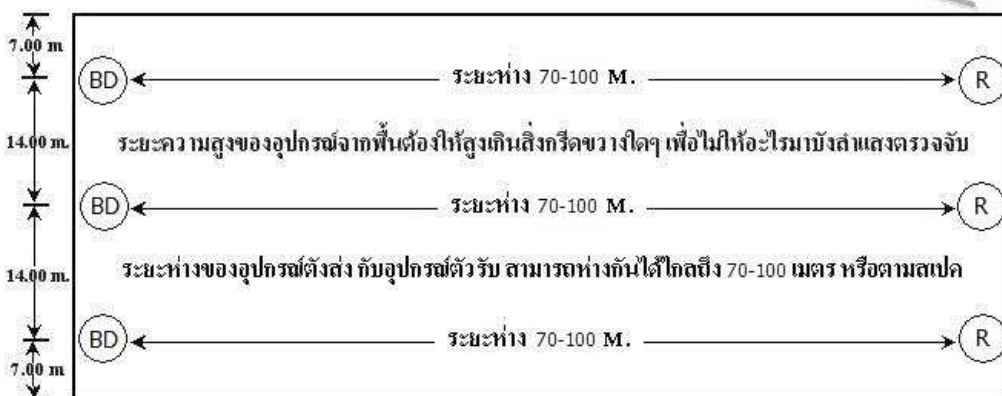 7.00 m
BD ระยะห่าง 70-100 M. R
14.00 m. ระยะความสูงของอุปกรณ์จากพื้นต้องให้สูงเกินสิ่งกรีดขวางใดๆ เพื่อไม่ให้อะไรมาบังลำแสงตรวจจับ
BD ระยะห่าง 70-100 M. R
14.00 m. ระยะห่างของอุปกรณ์ตังส่ง กับอุปกรณ์ตัวรับ สามารถห่างกันได้ไกลถึง 70-100 เมตร หรือตามสเปค
BD ระยะห่าง 70-100 M. R
7.00 m